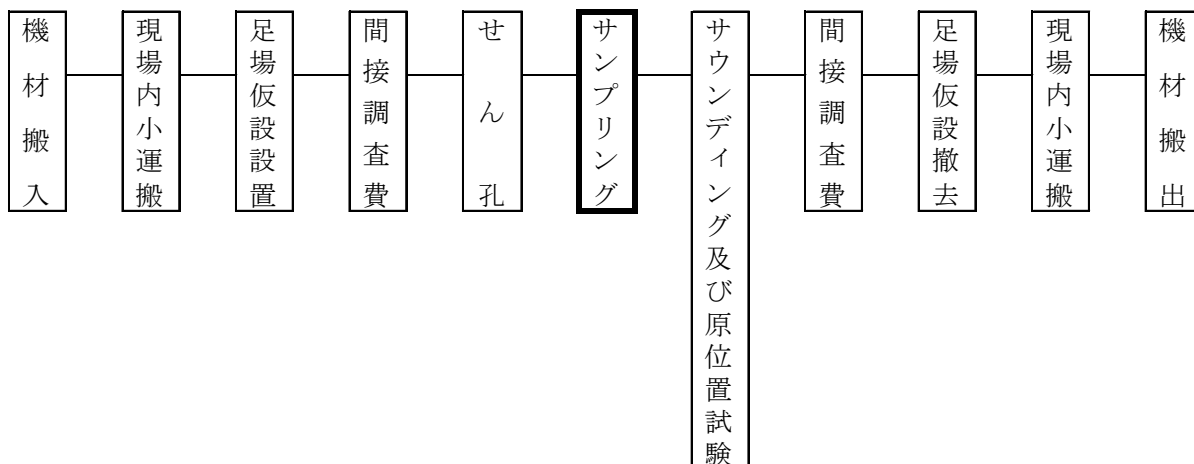 機材搬入
現場内小運搬
足場仮設設置
間接調査費
せん孔
サンプリング
サウンディング及び原位置試験
間接調査費
足場仮設撤去
現場内小運搬
機材搬出